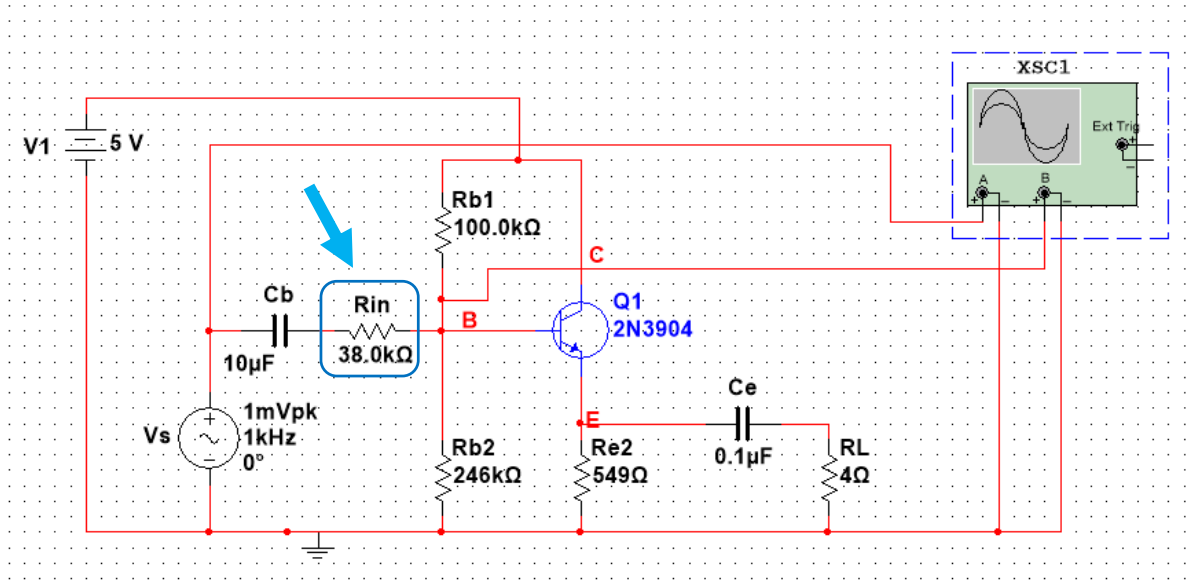 XSC1
Ext Trig
+
−
A
B
+ − + −
V1
5 V
Rb1
100.0kΩ
C
Cb
10µF
Rin
38.0kΩ
B
Q1
2N3904
Vs
1mVpk
1kHz
0°
Rb2
246kΩ
E
Re2
549Ω
Ce
0.1µF
RL
4Ω